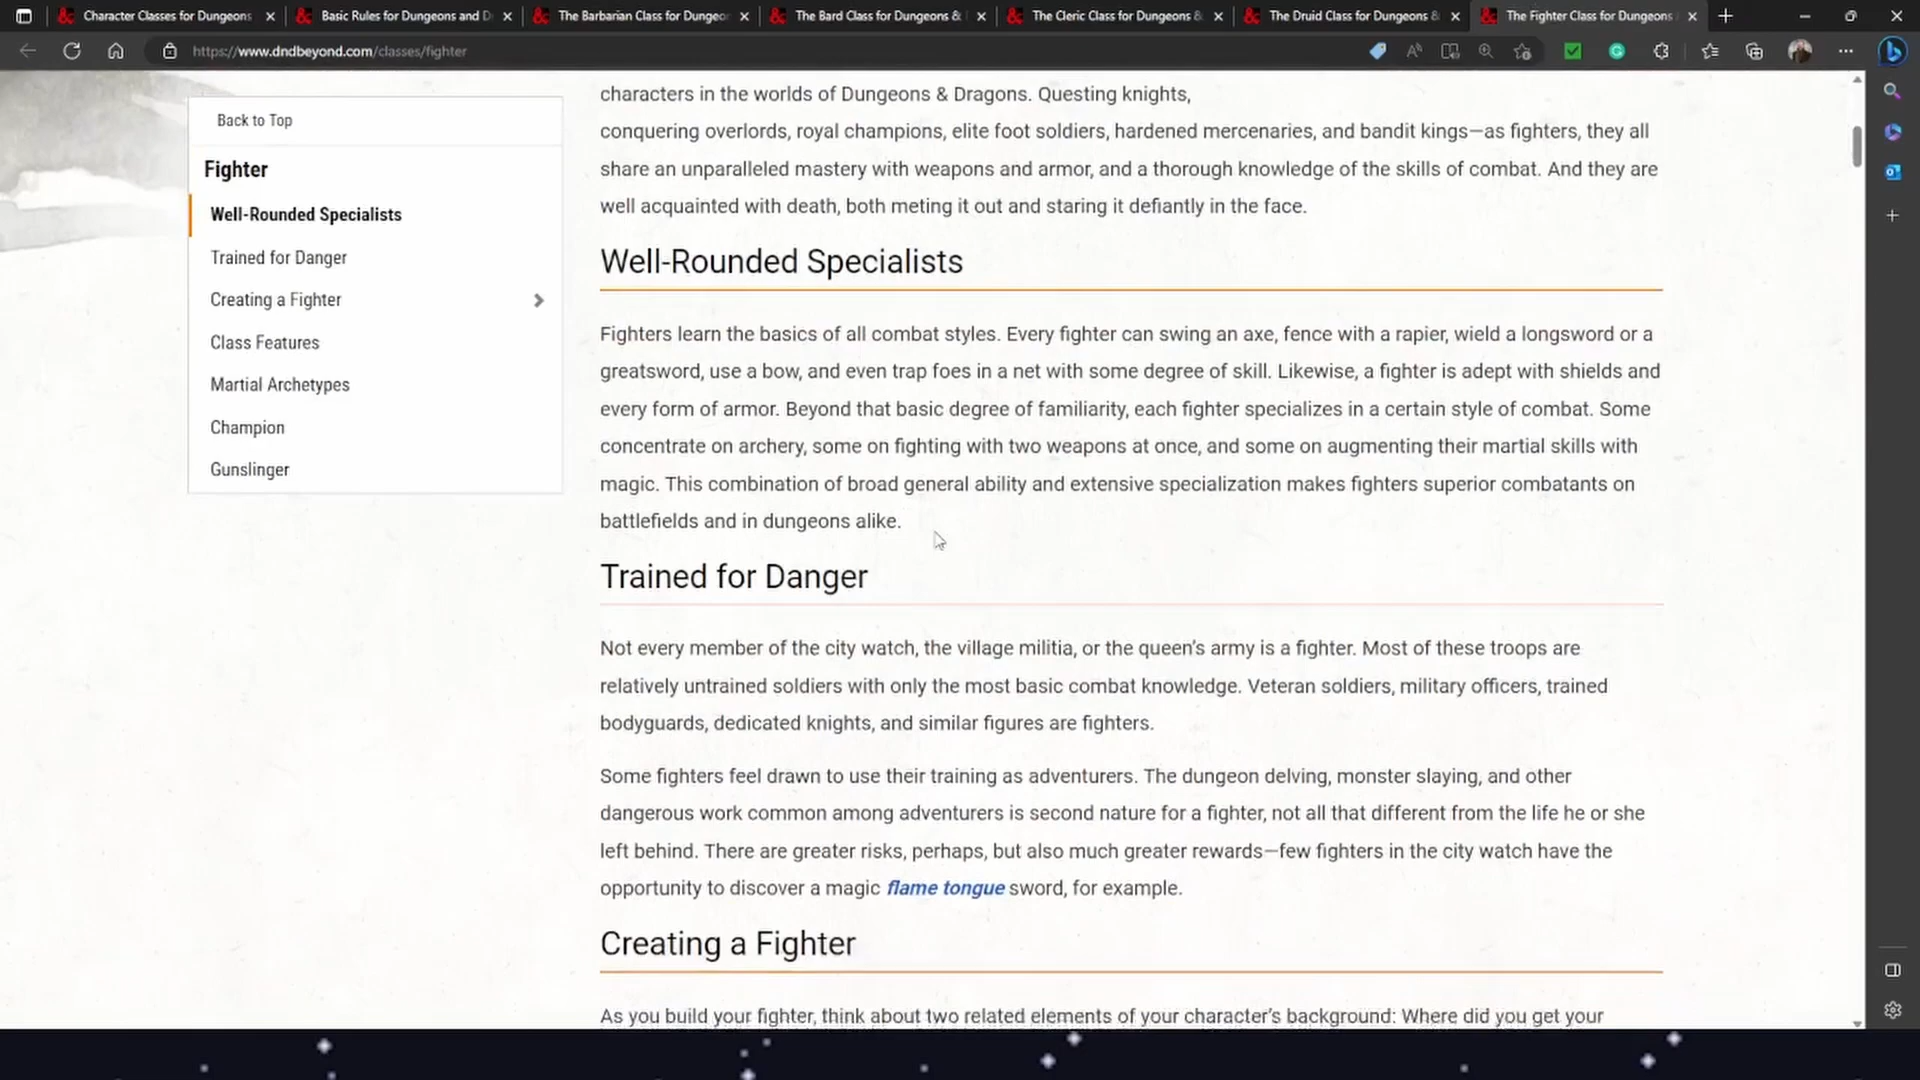 Character Classes for Dungeons
Basic Rules for Dungeons and D
The Barbarian Class for Dungeon
The Bard Class for Dungeons &
The Cleric Class for Dungeons &
The Druid Class for Dungeons &
The Fighter Class for Dungeons
https://www.dndbeyond.com/classes/fighter
Back to Top
Fighter
Well-Rounded Specialists
Trained for Danger
Creating a Fighter
Class Features
Martial Archetypes
Champion
Gunslinger
characters in the worlds of Dungeons & Dragons. Questing knights,
conquering overlords, royal champions, elite foot soldiers, hardened mercenaries, and bandit kings—as fighters, they all
share an unparalleled mastery with weapons and armor, and a thorough knowledge of the skills of combat. And they are
well acquainted with death, both meting it out and staring it defiantly in the face.
Well-Rounded Specialists
Fighters learn the basics of all combat styles. Every fighter can swing an axe, fence with a rapier, wield a longsword or a
greatsword, use a bow, and even trap foes in a net with some degree of skill. Likewise, a fighter is adept with shields and
every form of armor. Beyond that basic degree of familiarity, each fighter specializes in a certain style of combat. Some
concentrate on archery, some on fighting with two weapons at once, and some on augmenting their martial skills with
magic. This combination of broad general ability and extensive specialization makes fighters superior combatants on
battlefields and in dungeons alike.
Trained for Danger
Not every member of the city watch, the village militia, or the queen's army is a fighter. Most of these troops are
relatively untrained soldiers with only the most basic combat knowledge. Veteran soldiers, military officers, trained
bodyguards, dedicated knights, and similar figures are fighters.
Some fighters feel drawn to use their training as adventurers. The dungeon delving, monster slaying, and other
dangerous work common among adventurers is second nature for a fighter, not all that different from the life he or she
left behind. There are greater risks, perhaps, but also much greater rewards—few fighters in the city watch have the
opportunity to discover a magic flame tongue sword, for example.
Creating a Fighter
As you build your fighter, think about two related elements of your character's background: Where did you get your